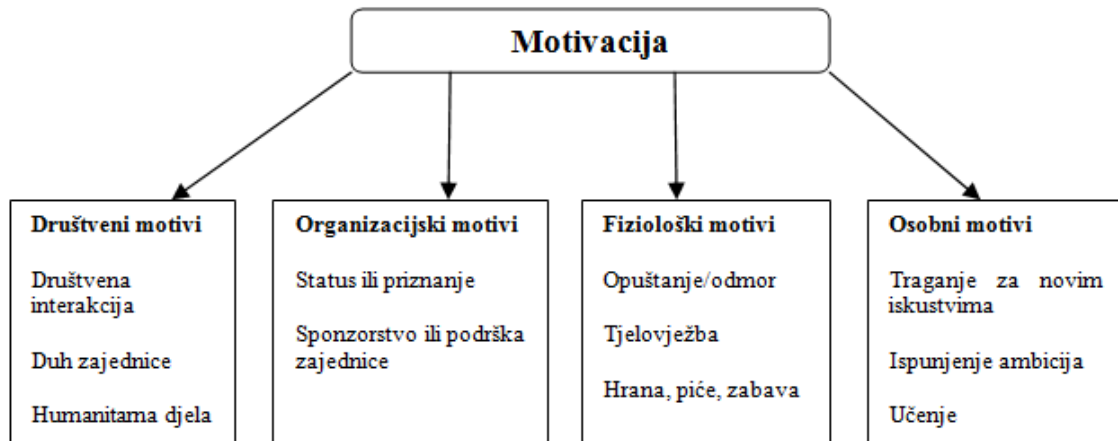 Motivacija
Društveni motivi
Društvena
interakcija
Duh zajednice
Humanitarna djela
Organizacijski motivi
Status ili priznanje
Sponzorstvo ili podrška
zajednice
Fiziološki motivi
Opuštanje/odmor
Tjelovježba
Hrana, piće, zabava
Osobni motivi
Traganje za novim
iskustvima
Ispunjenje ambicija
Učenje